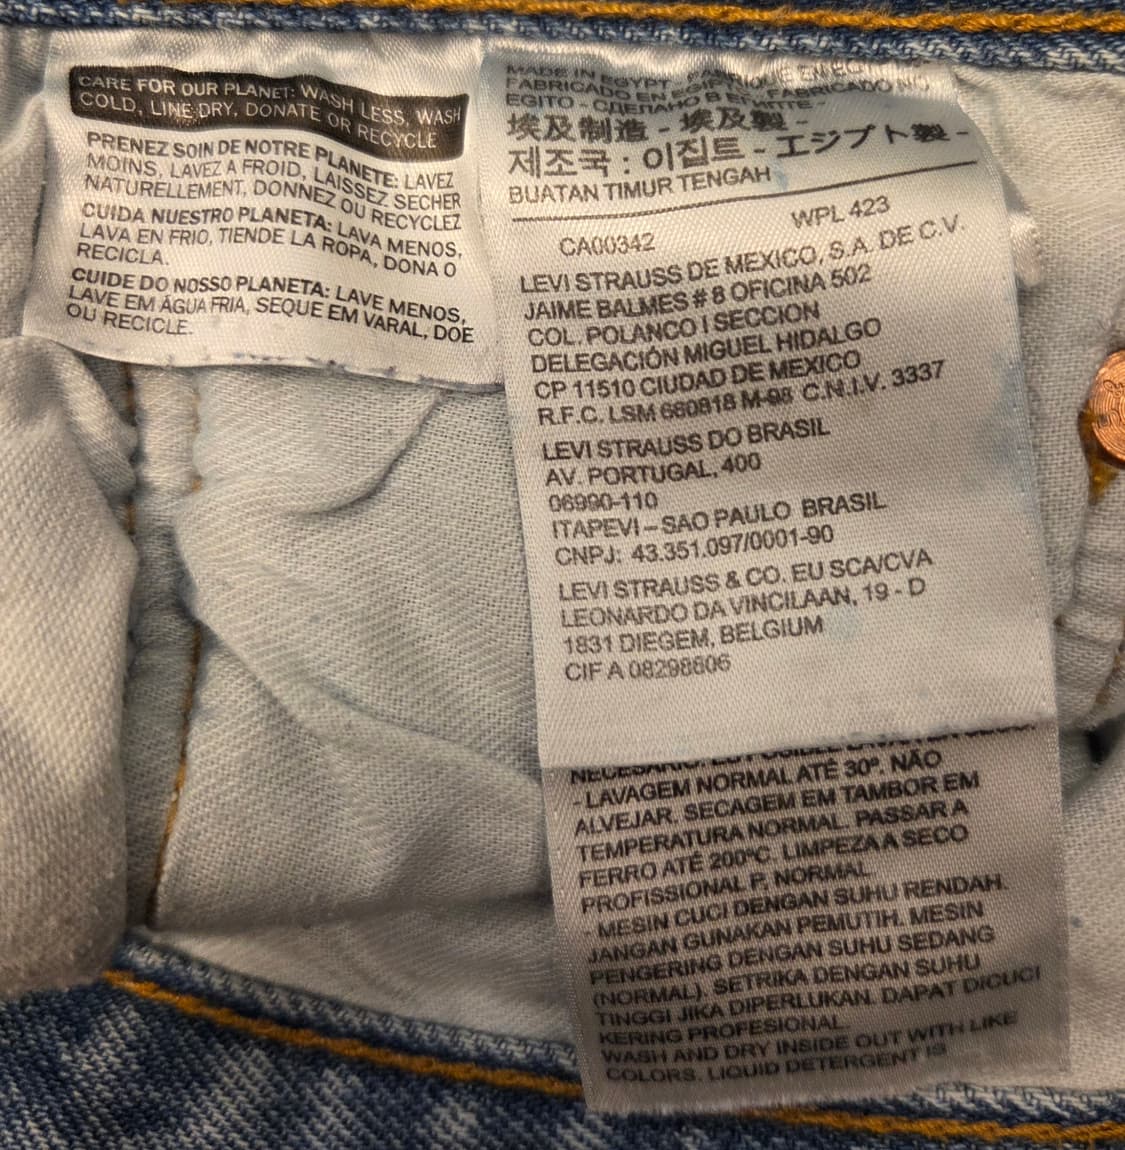 CARE FOR OUR PLANET: WASH LESS, WASH
COLD, LINE DRY, DONATE OR RECYCLE
PRENEZ SOIN DE NOTRE PLANETE: LAVEZ
MOINS, LAVEZ A FROID, LAISSEZ SECHER
NATURELLEMENT, DONNEZ OU RECYCLEZ
CUIDA NUESTRO PLANETA: LAVA MENOS,
LAVA EN FRIO, TIENDE LA ROPA, DONA O
RECICLA.
CUIDE DO NOSSO PLANETA: LAVE MENOS,
LAVE EM ÁGUA FRIA, SEQUE EM VARAL, DOE
OU RECICLE.
MADE IN EGYPT
FABRICADO EN EGIPTO - FABRICADO NO
EGITO - СДЕЛАНО В ЕГИПТЕ -
埃及制造 - 埃及製 -
제조국 : 이집트 - エジプト製 -
BUATAN TIMUR TENGAH
WPL 423
CA00342
LEVI STRAUSS DE MEXICO, S.A. DE C.V.
JAIME BALMES # 8 OFICINA 502
COL. POLANCO I SECCION
DELEGACIÓN MIGUEL HIDALGO
CP 11510 CIUDAD DE MEXICO
R.F.C. LSM 680818 M-98 C.N.I.V. 3337
LEVI STRAUSS DO BRASIL
AV. PORTUGAL, 400
06990-110
ITAPEVI – SAO PAULO BRASIL
CNPJ: 43.351.097/0001-90
LEVI STRAUSS & CO. EU SCA/CVA
LEONARDO DA VINCILAAN, 19 - D
1831 DIEGEM, BELGIUM
CIF A 08298806
- LAVAGEM NORMAL ATÉ 30º. NÃO
ALVEJAR. SECAGEM EM TAMBOR EM
TEMPERATURA NORMAL. PASSAR A
FERRO ATÉ 200ºC. LIMPEZA A SECO
PROFISSIONAL P, NORMAL
- MESIN CUCI DENGAN SUHU RENDAH.
JANGAN GUNAKAN PEMUTIH. MESIN
PENGERING DENGAN SUHU SEDANG
(NORMAL). SETRIKA DENGAN SUHU
TINGGI JIKA DIPERLUKAN. DAPAT DICUCI
KERING PROFESIONAL
WASH AND DRY INSIDE OUT WITH LIKE
COLORS. LIQUID DETERGENT IS